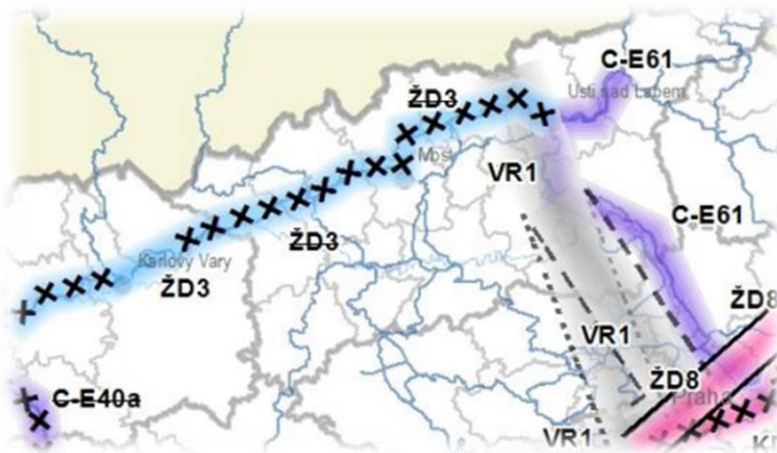 C-E61
Ústí nad Labem
ŽD3
Most
VR1
C-E61
ŽD3
Karlovy Vary
ŽD3
ŽD8
VR1
ŽD8
C-E40a
Praha
VR1